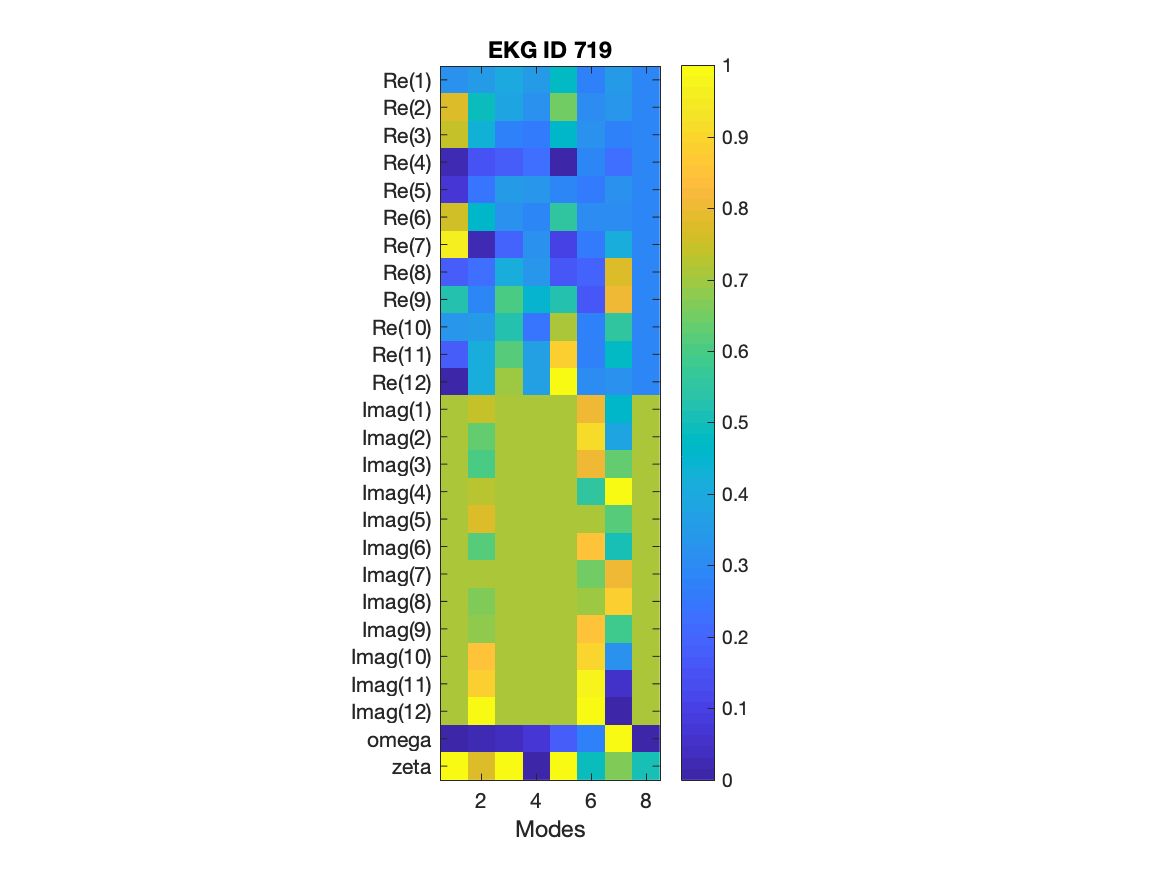 EKG ID 719
Re(1)
Re(2)
Re(3)
Re(4)
Re(5)
Re(6)
Re(7)
Re(8)
Re(9)
Re(10)
Re(11)
Re(12)
Imag(1)
Imag(2)
Imag(3)
Imag(4)
Imag(5)
Imag(6)
Imag(7)
Imag(8)
Imag(9)
Imag(10)
Imag(11)
Imag(12)
omega
zeta
2 4 6 8
Modes
1
0.9
0.8
0.7
0.6
0.5
0.4
0.3
0.2
0.1
0